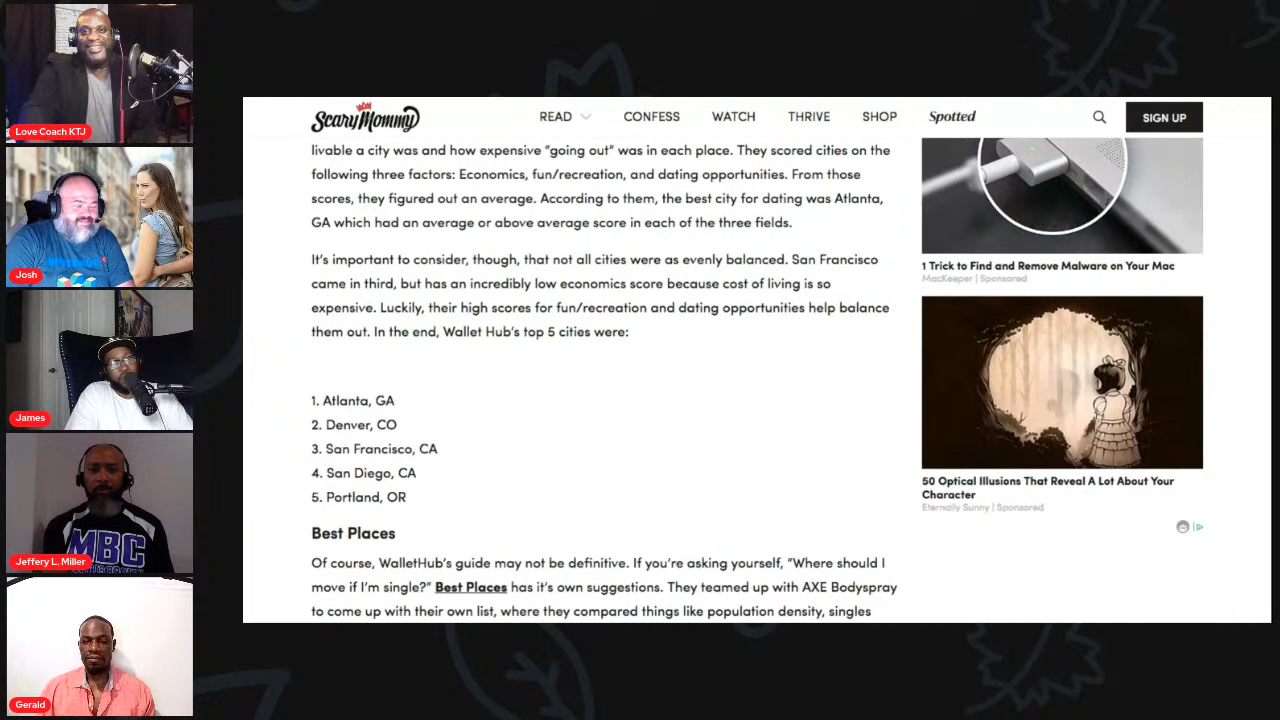 Love Coach KTJ
Josh
James
MBC
Jeffery L. Miller
Gerald
Scary Mommy
READ
CONFESS
WATCH
THRIVE
SHOP
Spotted
SIGN UP
livable a city was and how expensive "going out" was in each place. They scored cities on the
following three factors: Economics, fun/recreation, and dating opportunities. From those
scores, they figured out an average. According to them, the best city for dating was Atlanta,
GA which had an average or above average score in each of the three fields.
It's important to consider, though, that not all cities were as evenly balanced. San Francisco
came in third, but has an incredibly low economics score because cost of living is so
expensive. Luckily, their high scores for fun/recreation and dating opportunities help balance
them out. In the end, Wallet Hub's top 5 cities were:
1. Atlanta, GA
2. Denver, CO
3. San Francisco, CA
4. San Diego, CA
5. Portland, OR
Best Places
Of course, WalletHub's guide may not be definitive. If you're asking yourself, "Where should I
move if I'm single?" Best Places has it's own suggestions. They teamed up with AXE Bodyspray
to come up with their own list, where they compared things like population density, singles
1 Trick to Find and Remove Malware on Your Mac
MacKeeper | Sponsored
50 Optical Illusions That Reveal A Lot About Your
Character
Eternally Sunny | Sponsored